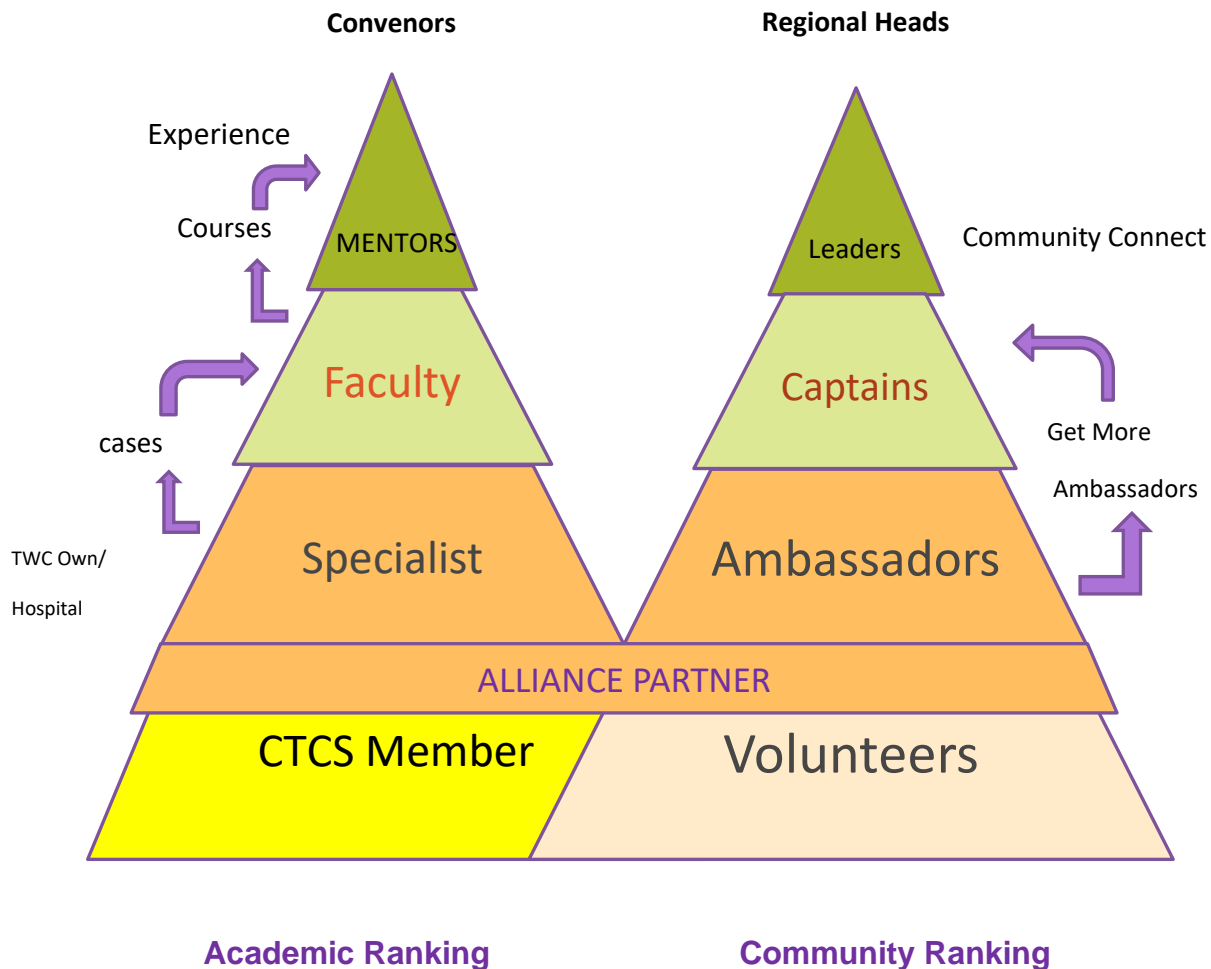 Convenors
Regional Heads
Experience
Courses
MENTORS
Leaders
Community Connect
Faculty
Captains
cases
Get More
Ambassadors
TWC Own/
Hospital
Specialist
Ambassadors
ALLIANCE PARTNER
CTCS Member
Volunteers
Academic Ranking
Community Ranking